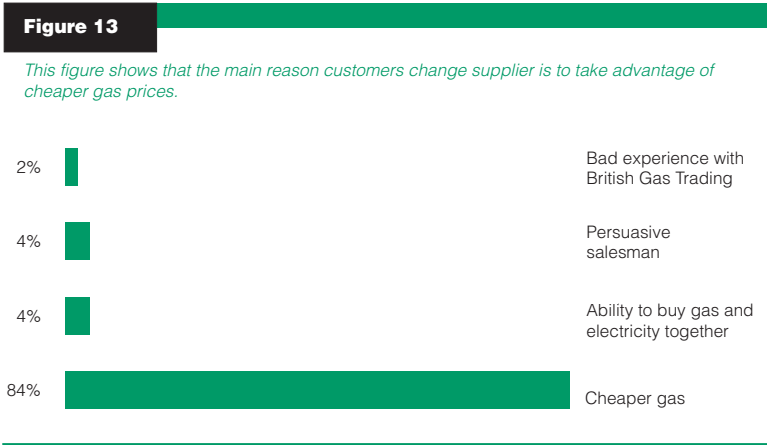 Figure 13
This figure shows that the main reason customers change supplier is to take advantage of
cheaper gas prices.
2%
Bad experience with
British Gas Trading
4%
Persuasive
salesman
4%
Ability to buy gas and
electricity together
84%
Cheaper gas